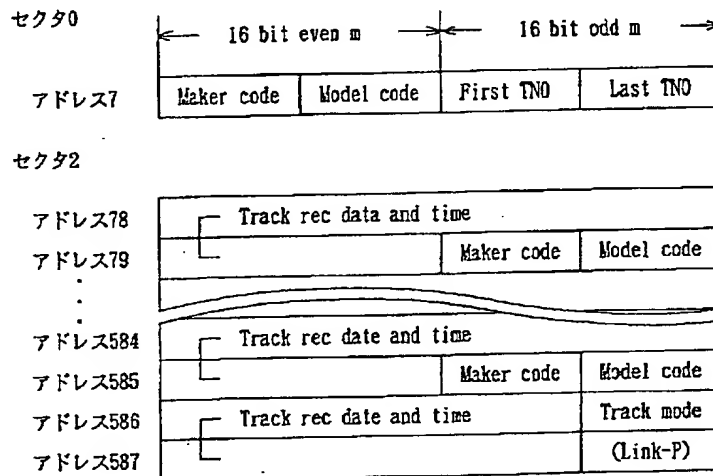 セクタ0
16 bit even m 16 bit odd m
アドレス7 Maker code Model code First TNO Last TNO
セクタ2
アドレス78 Track rec data and time
アドレス79 Maker code Model code
アドレス584 Track rec date and time
アドレス585 Maker code Model code
アドレス586 Track rec date and time Track mode
アドレス587 (Link-P)